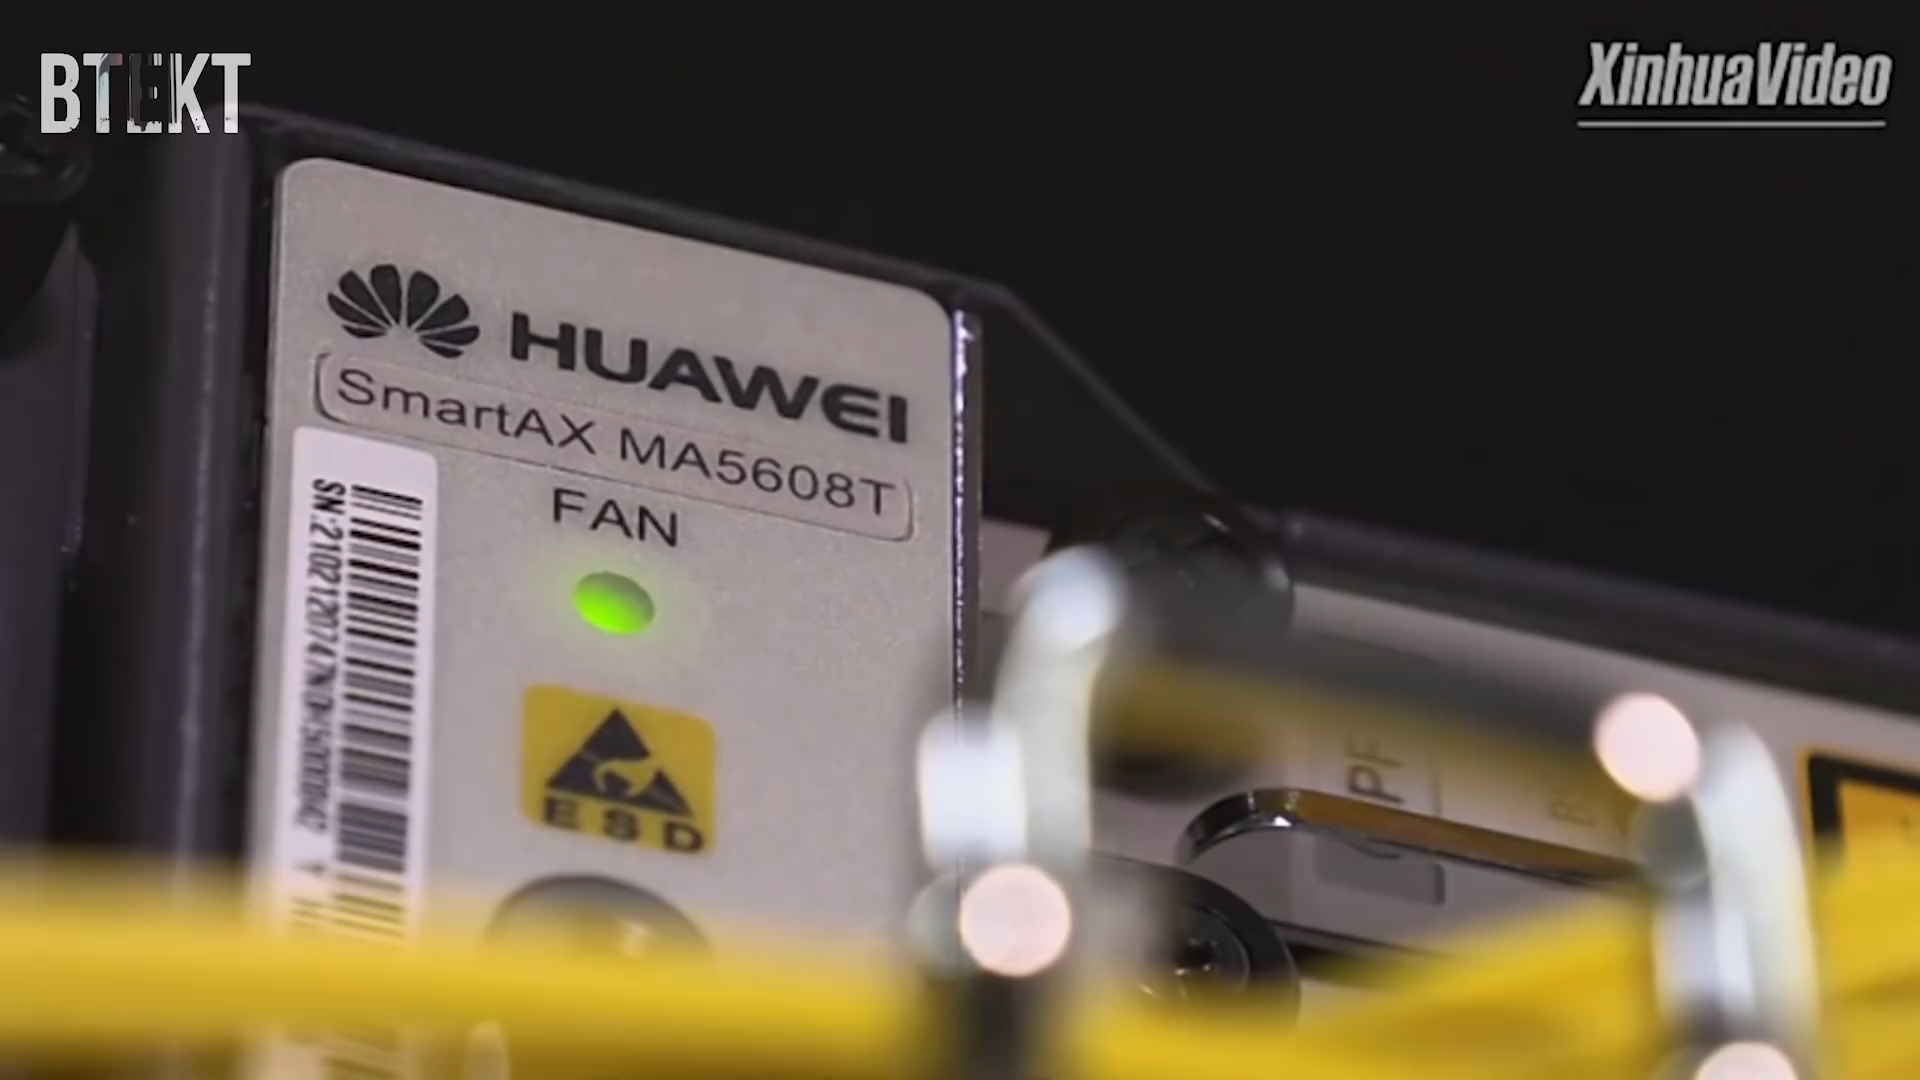 BTEKT
XinhuaVideo
HUAWEI
SmartAX MA5608T
FAN
ESD